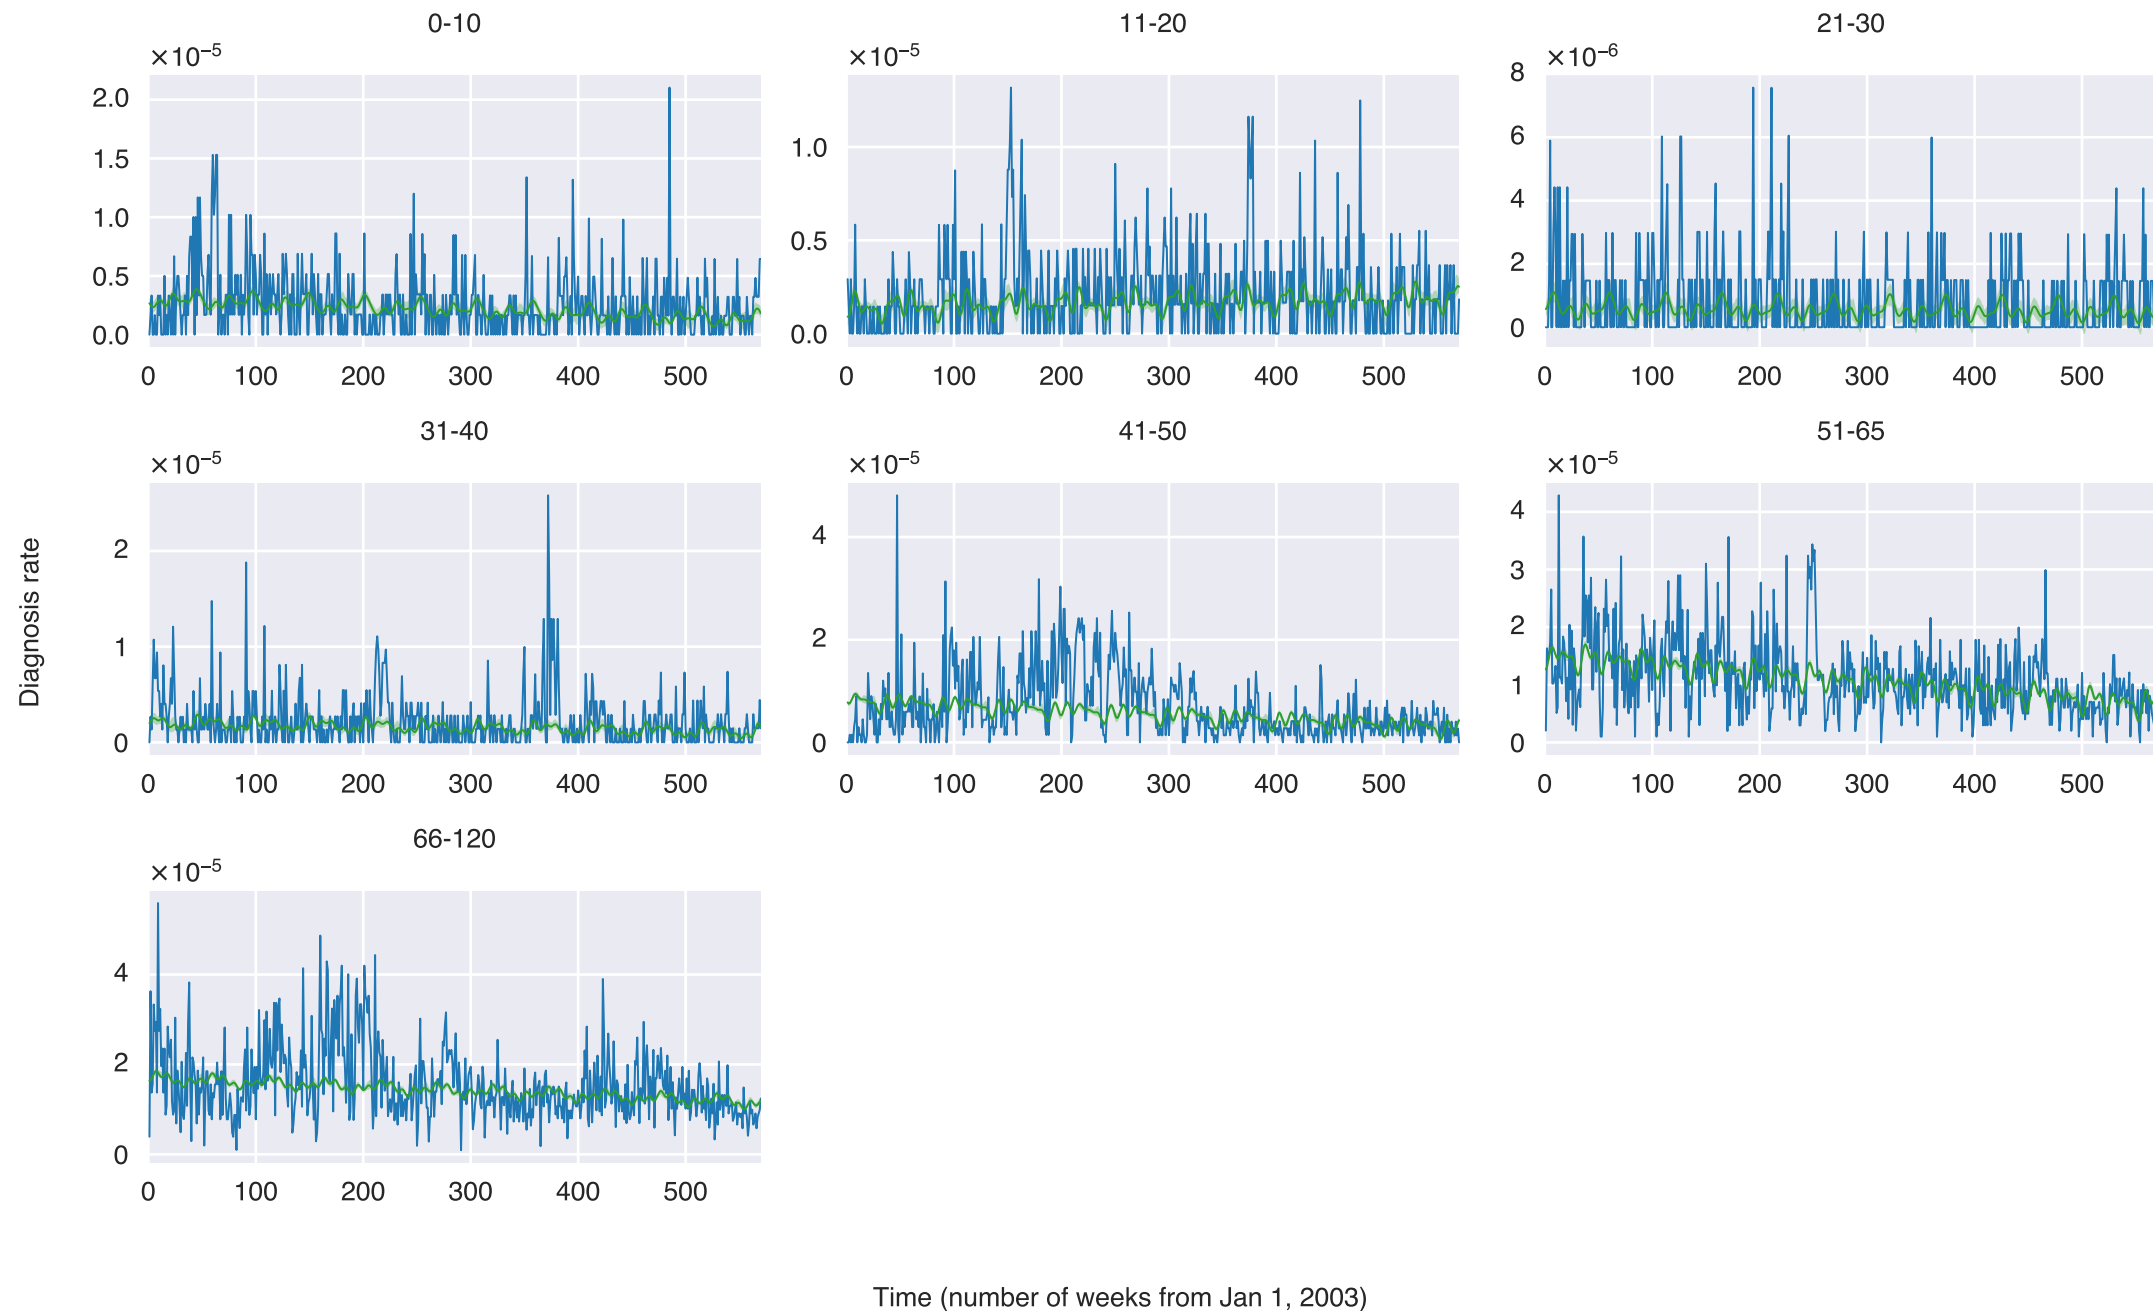 0-10 11-20 21-30
×10⁻⁵ ×10⁻⁵ ×10⁻⁶
2.0 1.5 1.0 0.5 0.0
1.0 0.5 0.0
8 6 4 2 0
0 100 200 300 400 500 0 100 200 300 400 500 0 100 200 300 400 500
31-40 41-50 51-65
×10⁻⁵ ×10⁻⁵ ×10⁻⁵
Diagnosis rate
2 1 0
4 2 0
4 3 2 1 0
0 100 200 300 400 500 0 100 200 300 400 500 0 100 200 300 400 500
66-120
×10⁻⁵
4 2 0
0 100 200 300 400 500
Time (number of weeks from Jan 1, 2003)